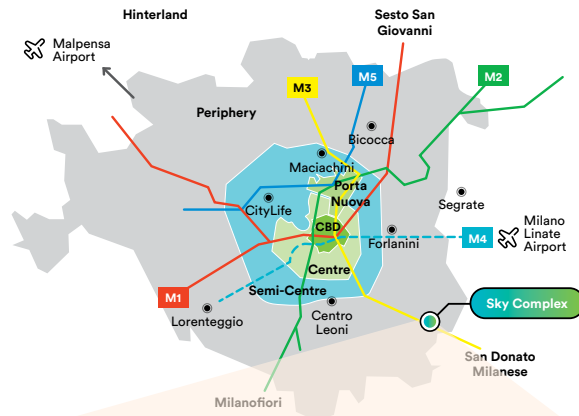 Hinterland
Sesto San
Giovanni
Malpensa
Airport
M5
M2
M3
Periphery
Bicocca
Maciachini
Porta
Nuova
CityLife
Segrate
CBD
Forlanini
M4
Milano
Linate
Airport
Centre
M1
Semi-Centre
Lorenteggio
Centro
Leoni
Sky Complex
San Donato
Milanese
Milanofiori